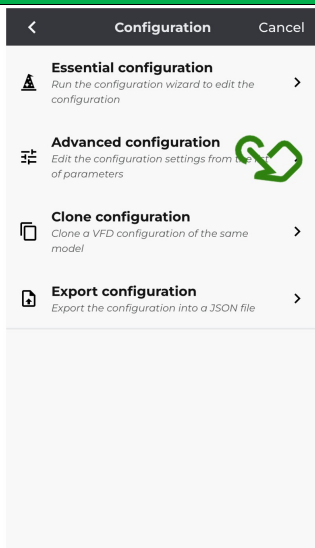 Configuration Cancel
Essential configuration
Run the configuration wizard to edit the
configuration
Advanced configuration
Edit the configuration settings from the list
of parameters
Clone configuration
Clone a VFD configuration of the same
model
Export configuration
Export the configuration into a JSON file